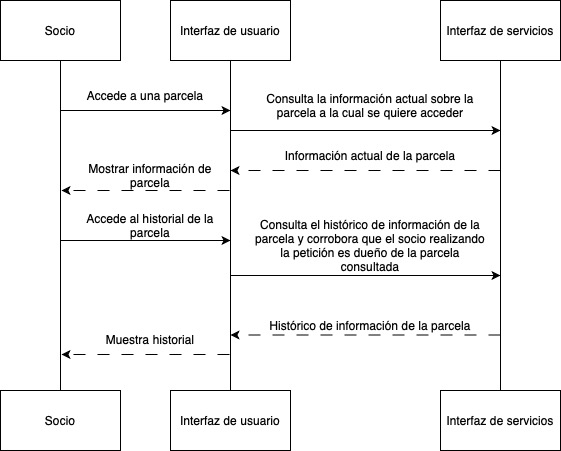 Socio
Interfaz de usuario
Interfaz de servicios
Accede a una parcela
Consulta la información actual sobre la
parcela a la cual se quiere acceder
Información actual de la parcela
Mostrar información de
parcela
Accede al historial de la
parcela
Consulta el histórico de información de la
parcela y corrobora que el socio realizando
la petición es dueño de la parcela
consultada
Histórico de información de la parcela
Muestra historial
Socio
Interfaz de usuario
Interfaz de servicios